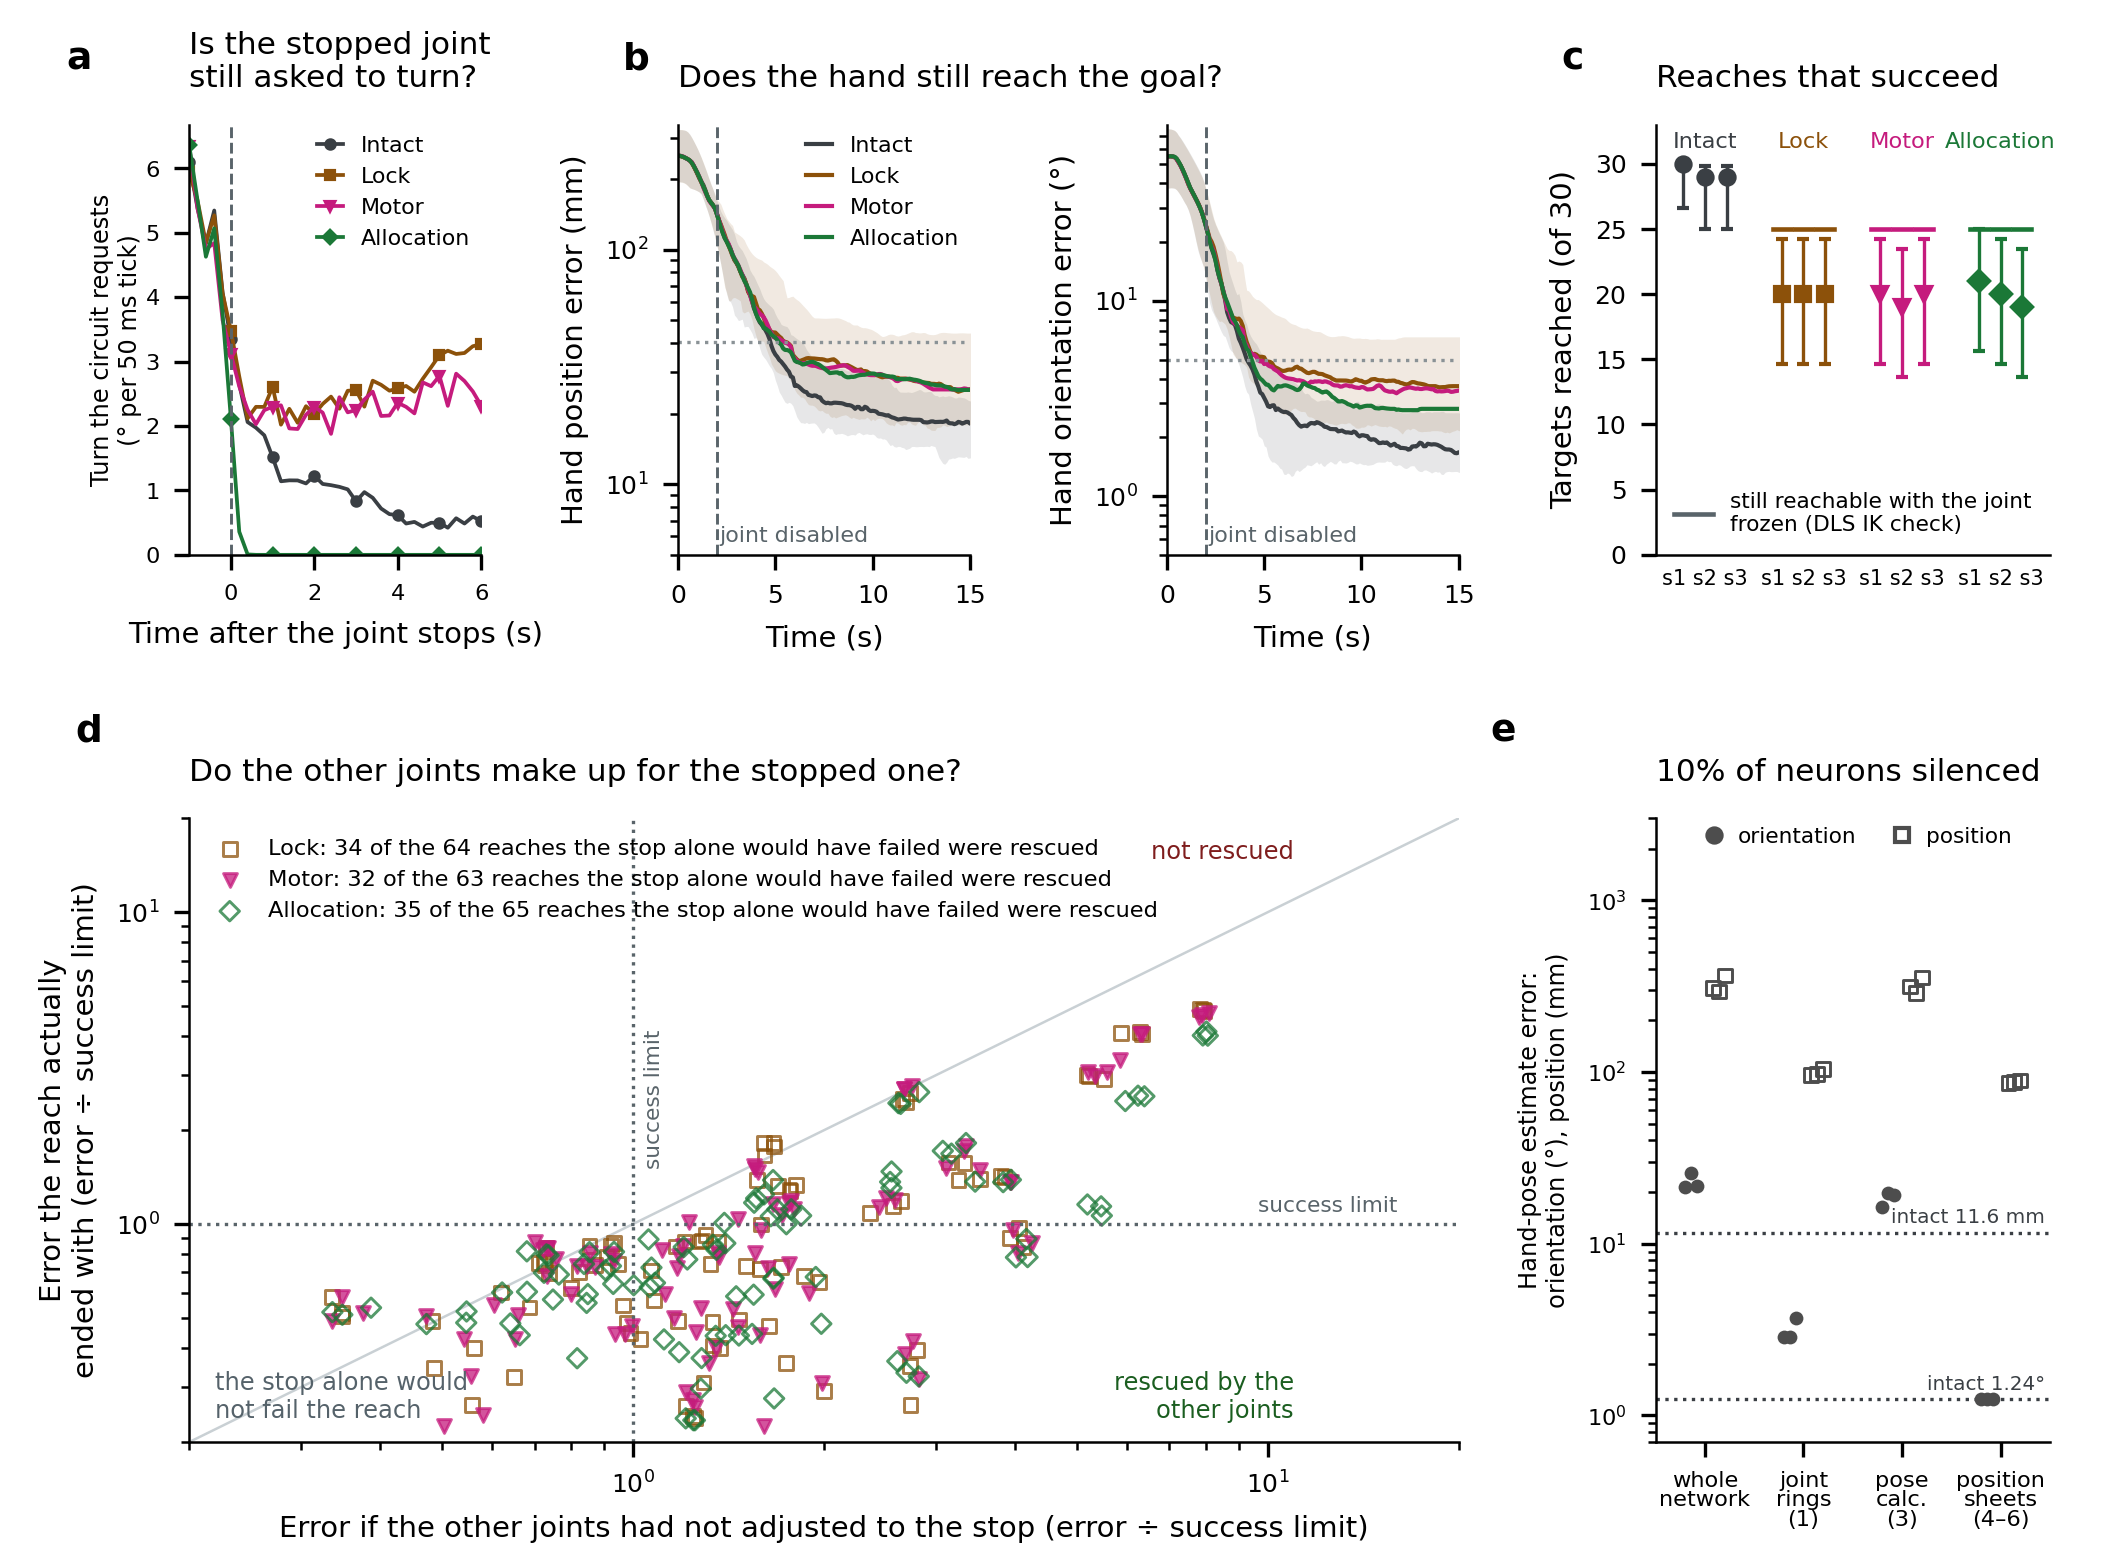 a
Is the stopped joint
still asked to turn?
Turn the circuit requests
(° per 50 ms tick)
6
5
4
3
2
1
0
Intact
Lock
Motor
Allocation
0
2
4
6
Time after the joint stops (s)
b
Does the hand still reach the goal?
Hand position error (mm)
10²
10¹
Intact
Lock
Motor
Allocation
joint disabled
0
5
10
15
Time (s)
Hand orientation error (°)
10¹
10⁰
joint disabled
0
5
10
15
Time (s)
c
Reaches that succeed
Targets reached (of 30)
30
25
20
15
10
5
0
Intact
Lock
Motor
Allocation
still reachable with the joint
frozen (DLS IK check)
s1 s2 s3
s1 s2 s3
s1 s2 s3
s1 s2 s3
d
Do the other joints make up for the stopped one?
Error the reach actually
ended with (error ÷ success limit)
10¹
10⁰
Lock: 34 of the 64 reaches the stop alone would have failed were rescued
Motor: 32 of the 63 reaches the stop alone would have failed were rescued
Allocation: 35 of the 65 reaches the stop alone would have failed were rescued
not rescued
success limit
success limit
the stop alone would
not fail the reach
rescued by the
other joints
10⁰
10¹
Error if the other joints had not adjusted to the stop (error ÷ success limit)
e
10% of neurons silenced
Hand-pose estimate error:
orientation (°), position (mm)
10³
10²
10¹
10⁰
orientation
position
intact 11.6 mm
intact 1.24°
whole
network
joint
rings
(1)
pose
calc.
(3)
position
sheets
(4–6)